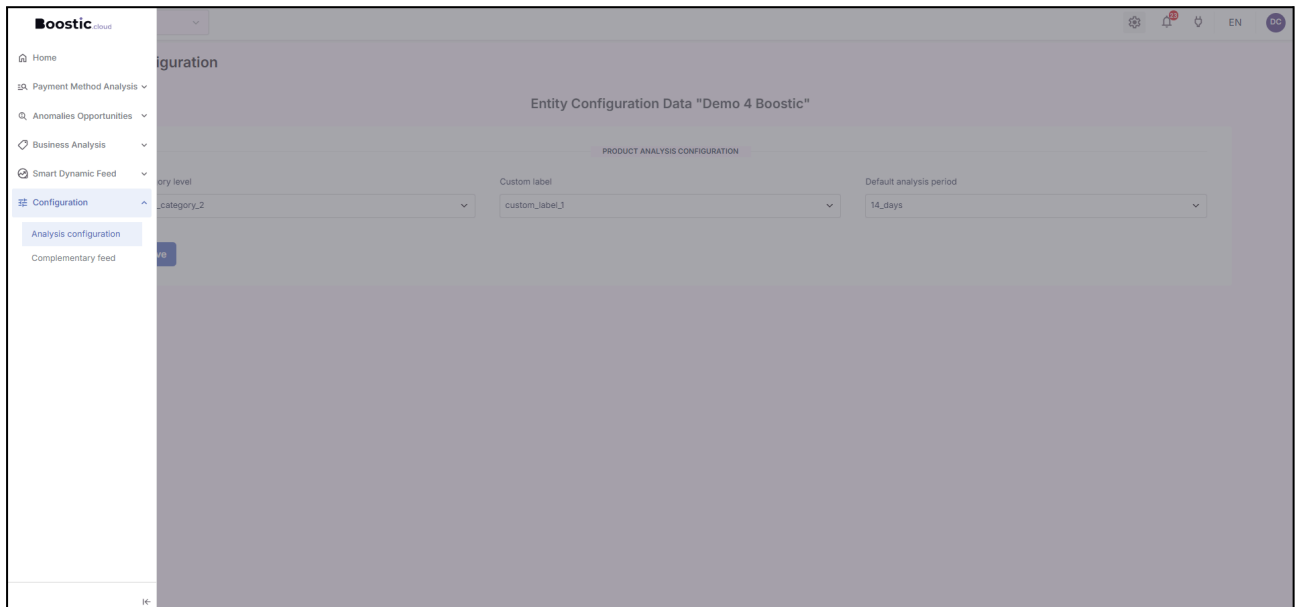 Boostic.cloud
23
EN
DC
Home
iguration
Payment Method Analysis
Entity Configuration Data "Demo 4 Boostic"
Anomalies Opportunities
Business Analysis
PRODUCT ANALYSIS CONFIGURATION
Smart Dynamic Feed
ory level
Custom label
Default analysis period
Configuration
_category_2
custom_label_1
14_days
Analysis configuration
ve
Complementary feed